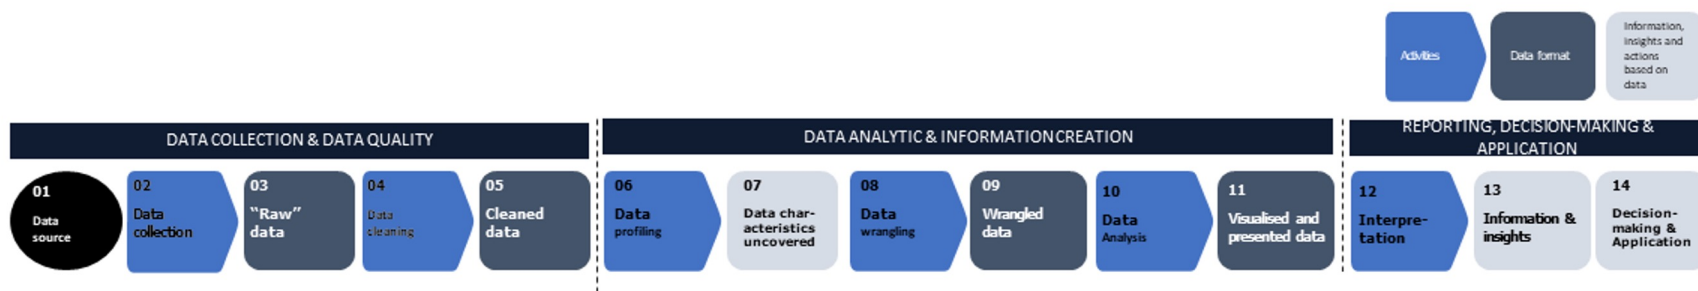 Activities
Data format
Information,
insights and
actions
based on
data
DATA COLLECTION & DATA QUALITY
DATA ANALYTIC & INFORMATION CREATION
REPORTING, DECISION-MAKING &
APPLICATION
01
Data
source
02
Data
collection
03
“Raw”
data
04
Data
cleaning
05
Cleaned
data
06
Data
profiling
07
Data char-
acteristics
uncovered
08
Data
wrangling
09
Wrangled
data
10
Data
Analysis
11
Visualised and
presented data
12
Interpre-
tation
13
Information &
insights
14
Decision-
making &
Application